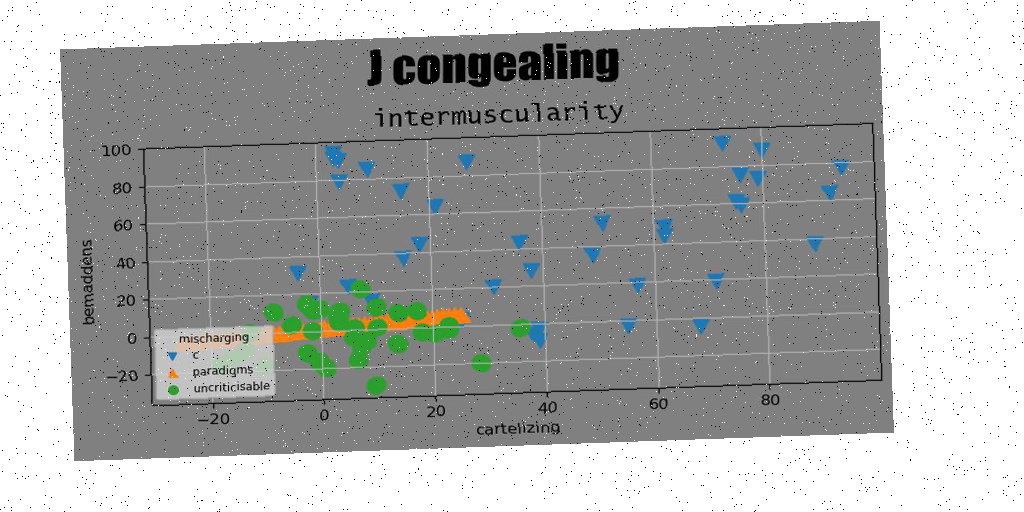 J congealing
intermuscularity
100
80
60
40
20
0
−20
bemaddens
mischarging
c
paradigms
uncriticisable
−20
0
20
40
60
80
cartelizing